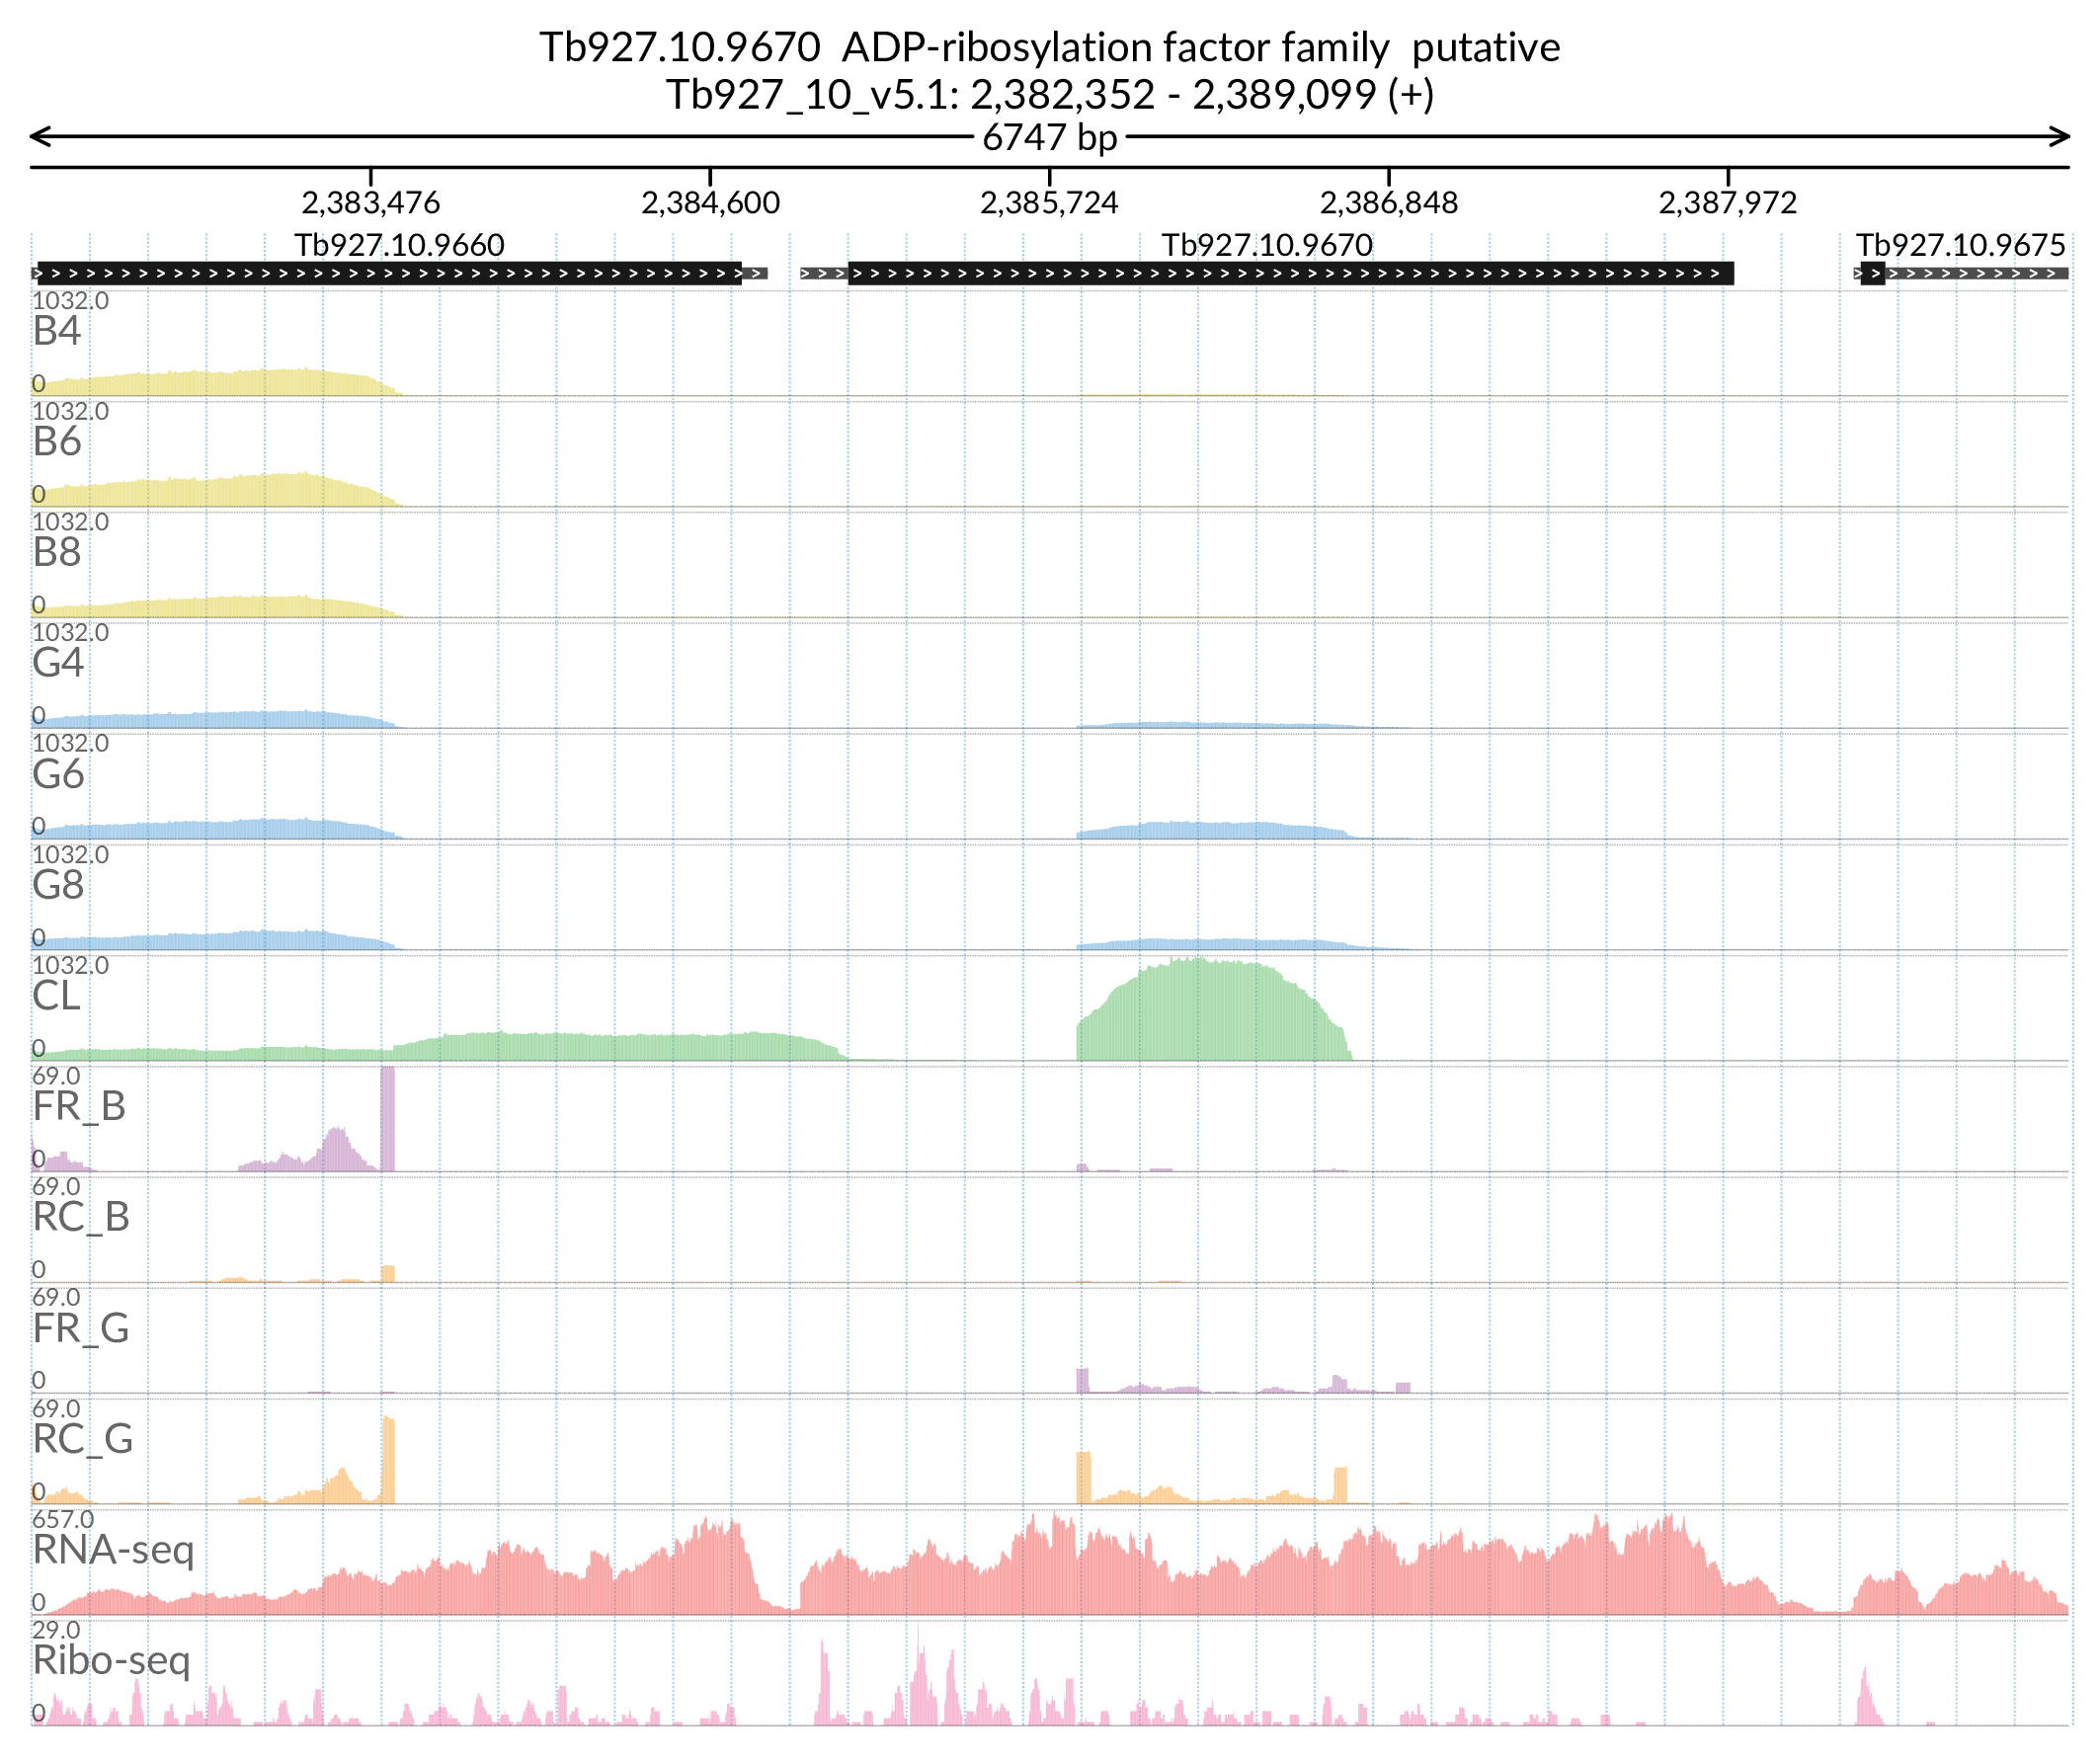 Tb927.10.9670  ADP-ribosylation factor family  putative
Tb927_10_v5.1: 2,382,352 - 2,389,099 (+)
6747 bp
2,383,476 2,384,600 2,385,724 2,386,848 2,387,972
Tb927.10.9660 Tb927.10.9670 Tb927.10.9675
1032.0
B4
0
1032.0
B6
0
1032.0
B8
0
1032.0
G4
0
1032.0
G6
0
1032.0
G8
0
1032.0
CL
0
69.0
FR_B
0
69.0
RC_B
0
69.0
FR_G
0
69.0
RC_G
0
657.0
RNA-seq
0
29.0
Ribo-seq
0